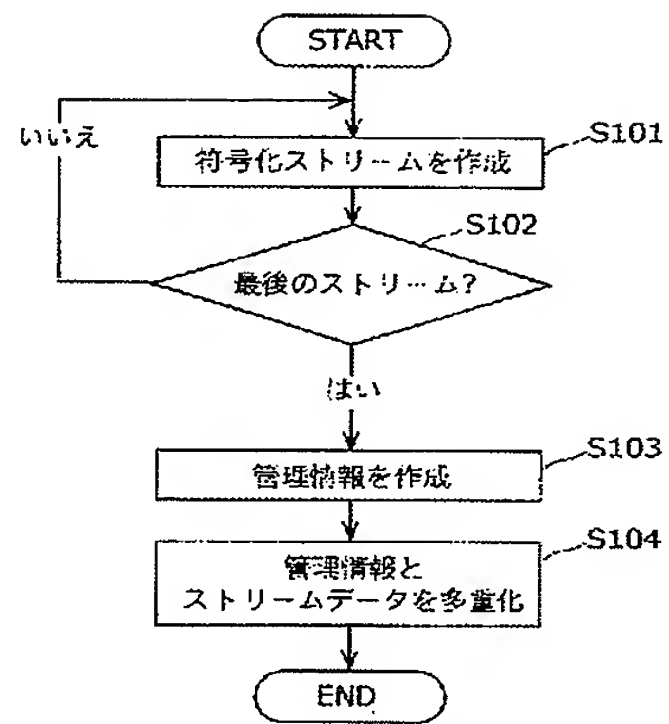 START
いいえ
S101
符号化ストリームを作成
S102
最後のストリーム?
はい
S103
管理情報を作成
S104
管理情報と
ストリームデータを多重化
END